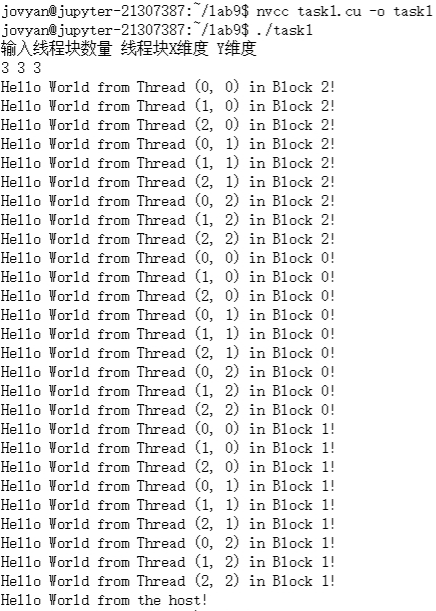 jovyan@jupyter-21307387:~/lab9$ nvcc task1.cu -o task1
jovyan@jupyter-21307387:~/lab9$ ./task1
输入线程块数量 线程块X维度 Y维度
3 3 3
Hello World from Thread (0, 0) in Block 2!
Hello World from Thread (1, 0) in Block 2!
Hello World from Thread (2, 0) in Block 2!
Hello World from Thread (0, 1) in Block 2!
Hello World from Thread (1, 1) in Block 2!
Hello World from Thread (2, 1) in Block 2!
Hello World from Thread (0, 2) in Block 2!
Hello World from Thread (1, 2) in Block 2!
Hello World from Thread (2, 2) in Block 2!
Hello World from Thread (0, 0) in Block 0!
Hello World from Thread (1, 0) in Block 0!
Hello World from Thread (2, 0) in Block 0!
Hello World from Thread (0, 1) in Block 0!
Hello World from Thread (1, 1) in Block 0!
Hello World from Thread (2, 1) in Block 0!
Hello World from Thread (0, 2) in Block 0!
Hello World from Thread (1, 2) in Block 0!
Hello World from Thread (2, 2) in Block 0!
Hello World from Thread (0, 0) in Block 1!
Hello World from Thread (1, 0) in Block 1!
Hello World from Thread (2, 0) in Block 1!
Hello World from Thread (0, 1) in Block 1!
Hello World from Thread (1, 1) in Block 1!
Hello World from Thread (2, 1) in Block 1!
Hello World from Thread (0, 2) in Block 1!
Hello World from Thread (1, 2) in Block 1!
Hello World from Thread (2, 2) in Block 1!
Hello World from the host!